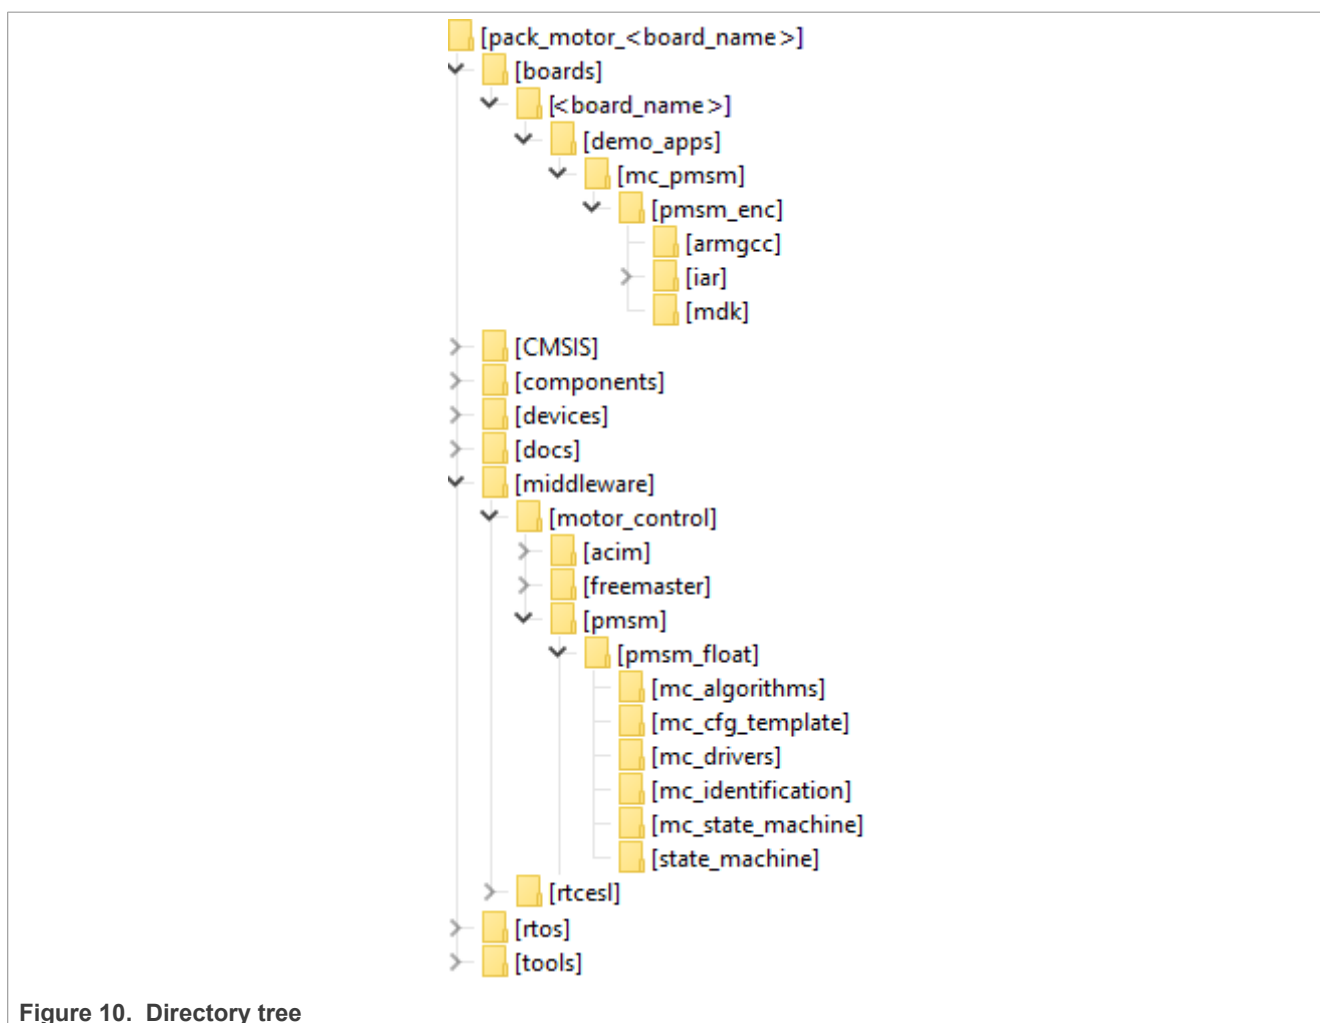 [pack_motor_<board_name>]
[boards]
[<board_name>]
[demo_apps]
[mc_pmsm]
[pmsm_enc]
[armgcc]
[iar]
[mdk]
[CMSIS]
[components]
[devices]
[docs]
[middleware]
[motor_control]
[acim]
[freemaster]
[pmsm]
[pmsm_float]
[mc_algorithms]
[mc_cfg_template]
[mc_drivers]
[mc_identification]
[mc_state_machine]
[state_machine]
[rtcesl]
[rtos]
[tools]
Figure 10. Directory tree